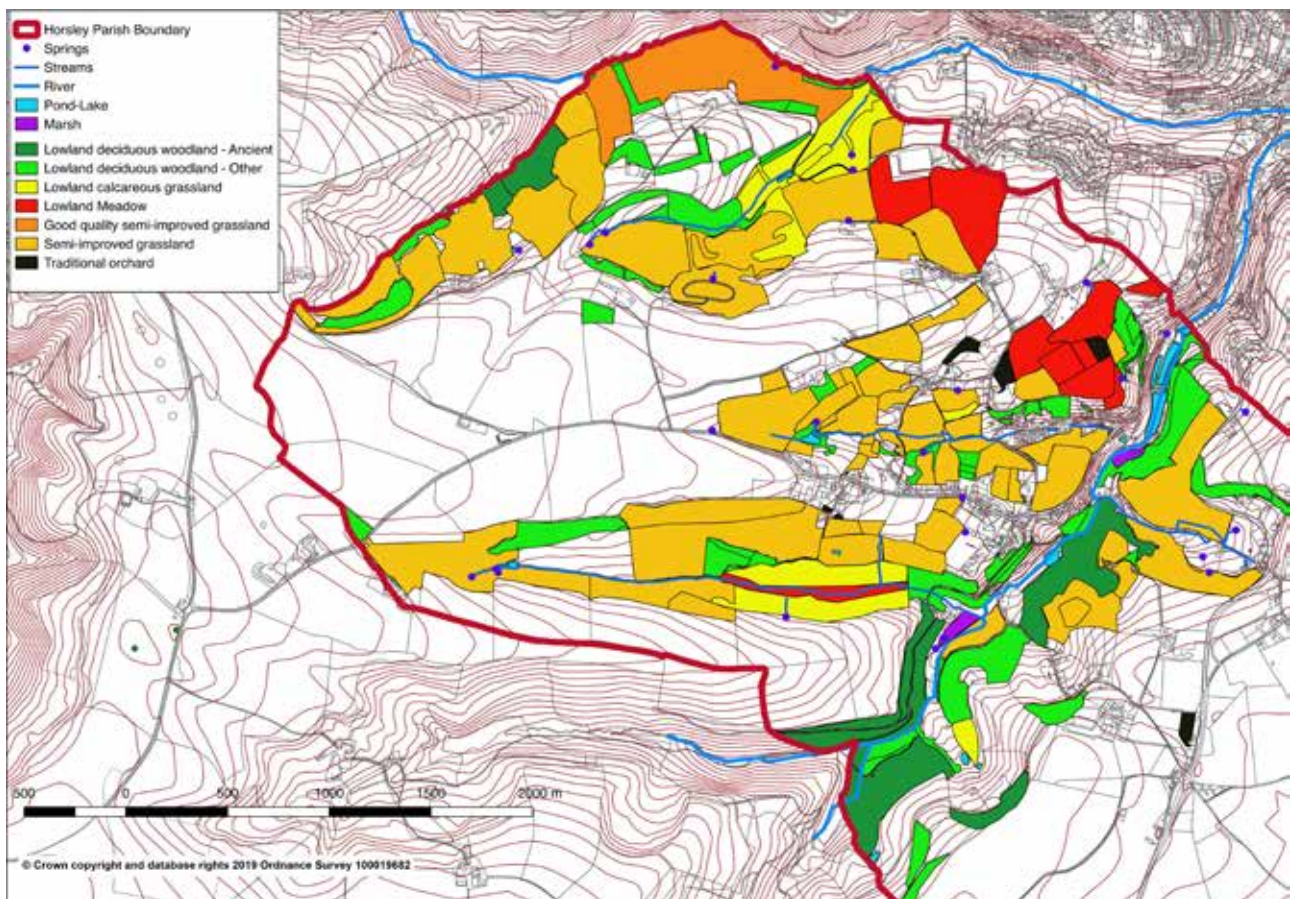 Horsley Parish Boundary
Springs
Streams
River
Pond-Lake
Marsh
Lowland deciduous woodland - Ancient
Lowland deciduous woodland - Other
Lowland calcareous grassland
Lowland Meadow
Good quality semi-improved grassland
Semi-improved grassland
Traditional orchard
500 0 500 1000 1500 2000 m
© Crown copyright and database rights 2019 Ordnance Survey 100019682